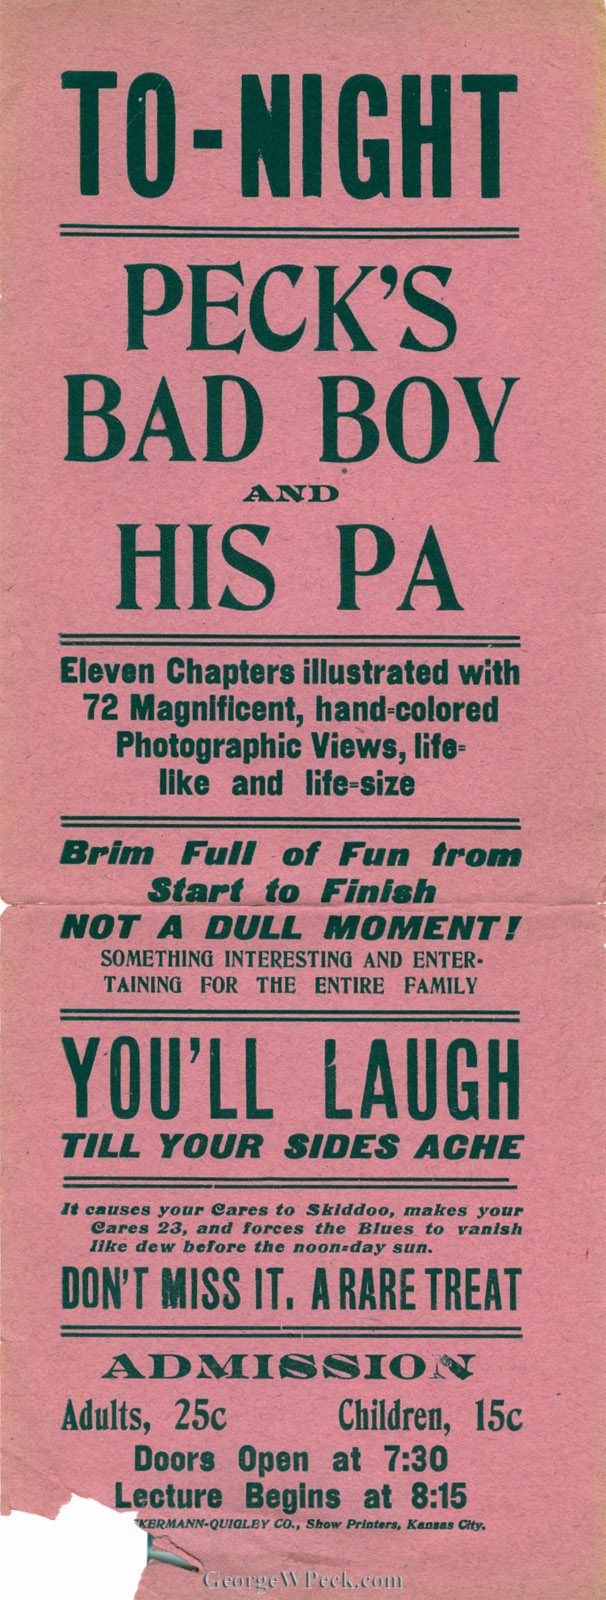 TO-NIGHT
PECK'S
BAD BOY
AND
HIS PA
Eleven Chapters illustrated with
72 Magnificent, hand-colored
Photographic Views, life-
like and life-size
Brim Full of Fun from
Start to Finish
NOT A DULL MOMENT!
SOMETHING INTERESTING AND ENTER-
TAINING FOR THE ENTIRE FAMILY
YOU'LL LAUGH
TILL YOUR SIDES ACHE
It causes your Cares to Skiddoo, makes your
Cares 23, and forces the Blues to vanish
like dew before the noon-day sun.
DON'T MISS IT. A RARE TREAT
ADMISSION
Adults, 25c Children, 15c
Doors Open at 7:30
Lecture Begins at 8:15
KERMANN-QUIGLEY CO., Show Printers, Kansas City.
GeorgeWPeck.com